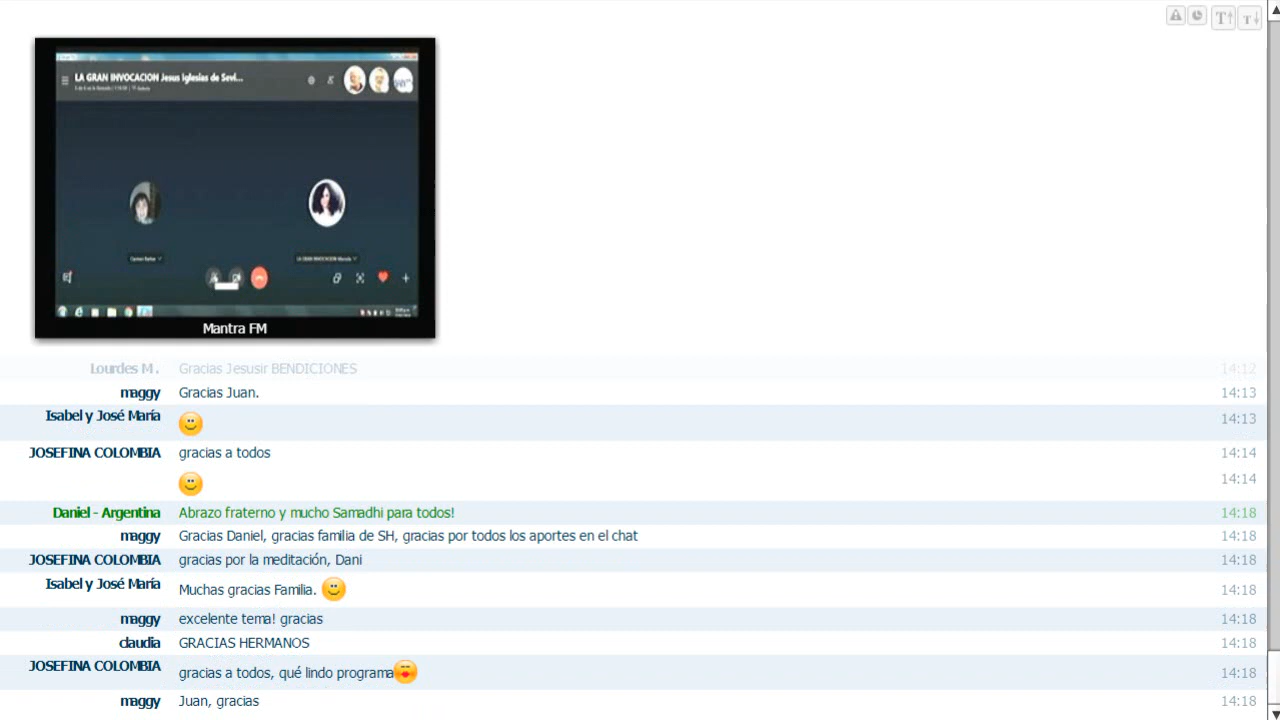 LA GRAN INVOCACION Jesus Iglesias de Sevi...
Mantra FM
Lourdes M. Gracias Jesusir BENDICIONES 14:12
maggy Gracias Juan. 14:13
Isabel y José María 14:13
JOSEFINA COLOMBIA gracias a todos 14:14
14:14
Daniel - Argentina Abrazo fraterno y mucho Samadhi para todos! 14:18
maggy Gracias Daniel, gracias familia de SH, gracias por todos los aportes en el chat 14:18
JOSEFINA COLOMBIA gracias por la meditación, Dani 14:18
Isabel y José María Muchas gracias Familia. 14:18
maggy excelente tema! gracias 14:18
claudia GRACIAS HERMANOS 14:18
JOSEFINA COLOMBIA gracias a todos, qué lindo programa 14:18
maggy Juan, gracias 14:18